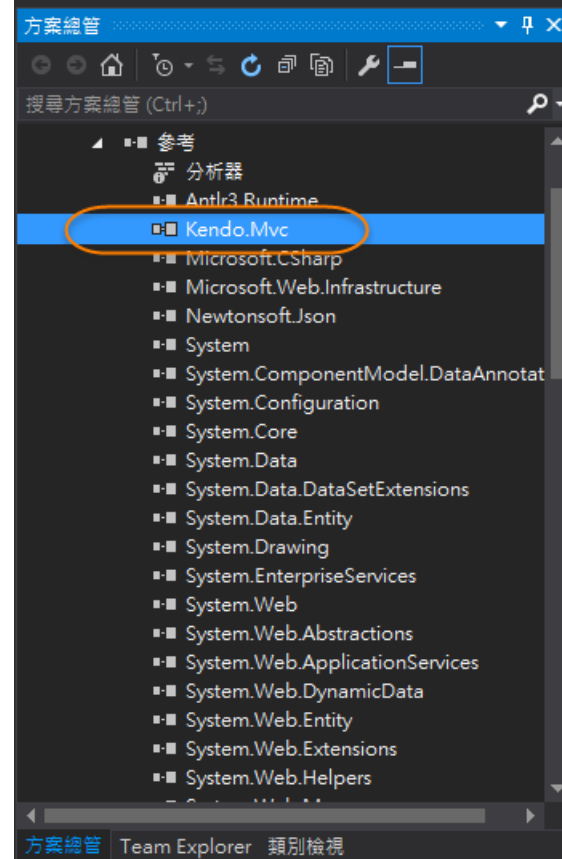 方案總管
搜尋方案總管 (Ctrl+;)
參考
分析器
Antlr3.Runtime
Kendo.Mvc
Microsoft.CSharp
Microsoft.Web.Infrastructure
Newtonsoft.Json
System
System.ComponentModel.DataAnnotat
System.Configuration
System.Core
System.Data
System.Data.DataSetExtensions
System.Data.Entity
System.Drawing
System.EnterpriseServices
System.Web
System.Web.Abstractions
System.Web.ApplicationServices
System.Web.DynamicData
System.Web.Entity
System.Web.Extensions
System.Web.Helpers
方案總管 Team Explorer 類別檢視